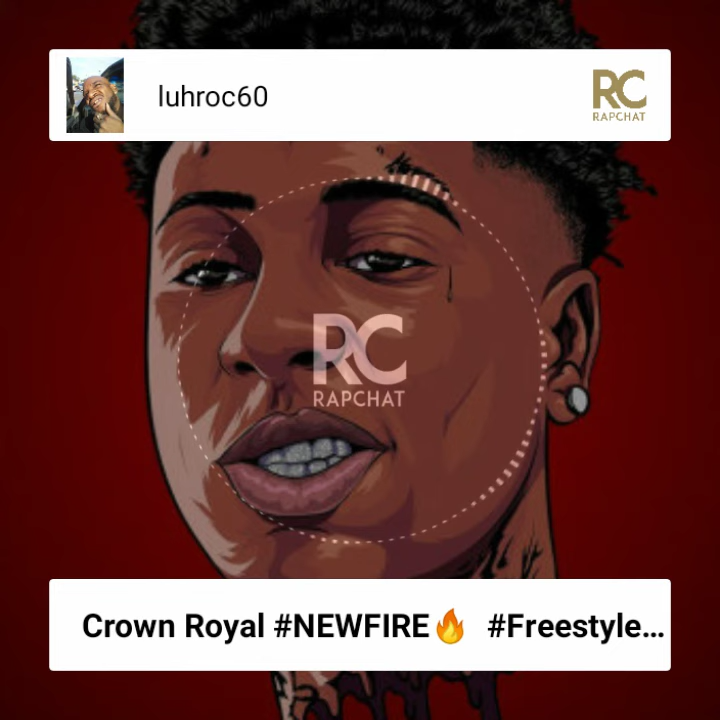 luhroc60
RC
RAPCHAT
RC
RAPCHAT
Crown Royal #NEWFIRE🔥 #Freestyle...